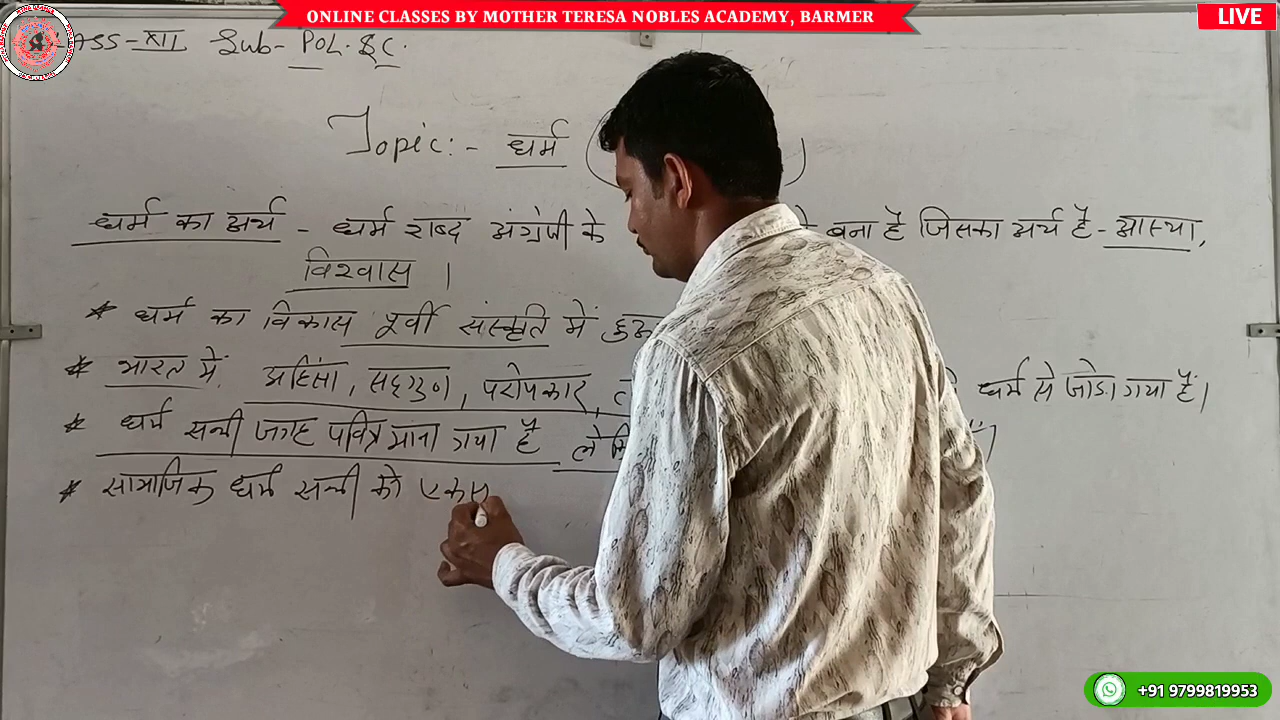 ONLINE CLASSES BY MOTHER TERESA NOBLES ACADEMY, BARMER
LIVE
CLASS-XII Sub- POL. SC.
Topic:- धर्म (
धर्म का अर्थ - धर्म शब्द अंग्रेजी के बना है जिसका अर्थ है- आस्था,
विश्वास ।
* धर्म का विकास पूर्वी संस्कृति में
* भारत में अहिंसा, सद्गुण, परोपकार, धर्म से जोडा गया है।
* धर्म सभी जगह पवित्र माना गया है
* सामाजिक धर्म सभी को
+91 9799819953